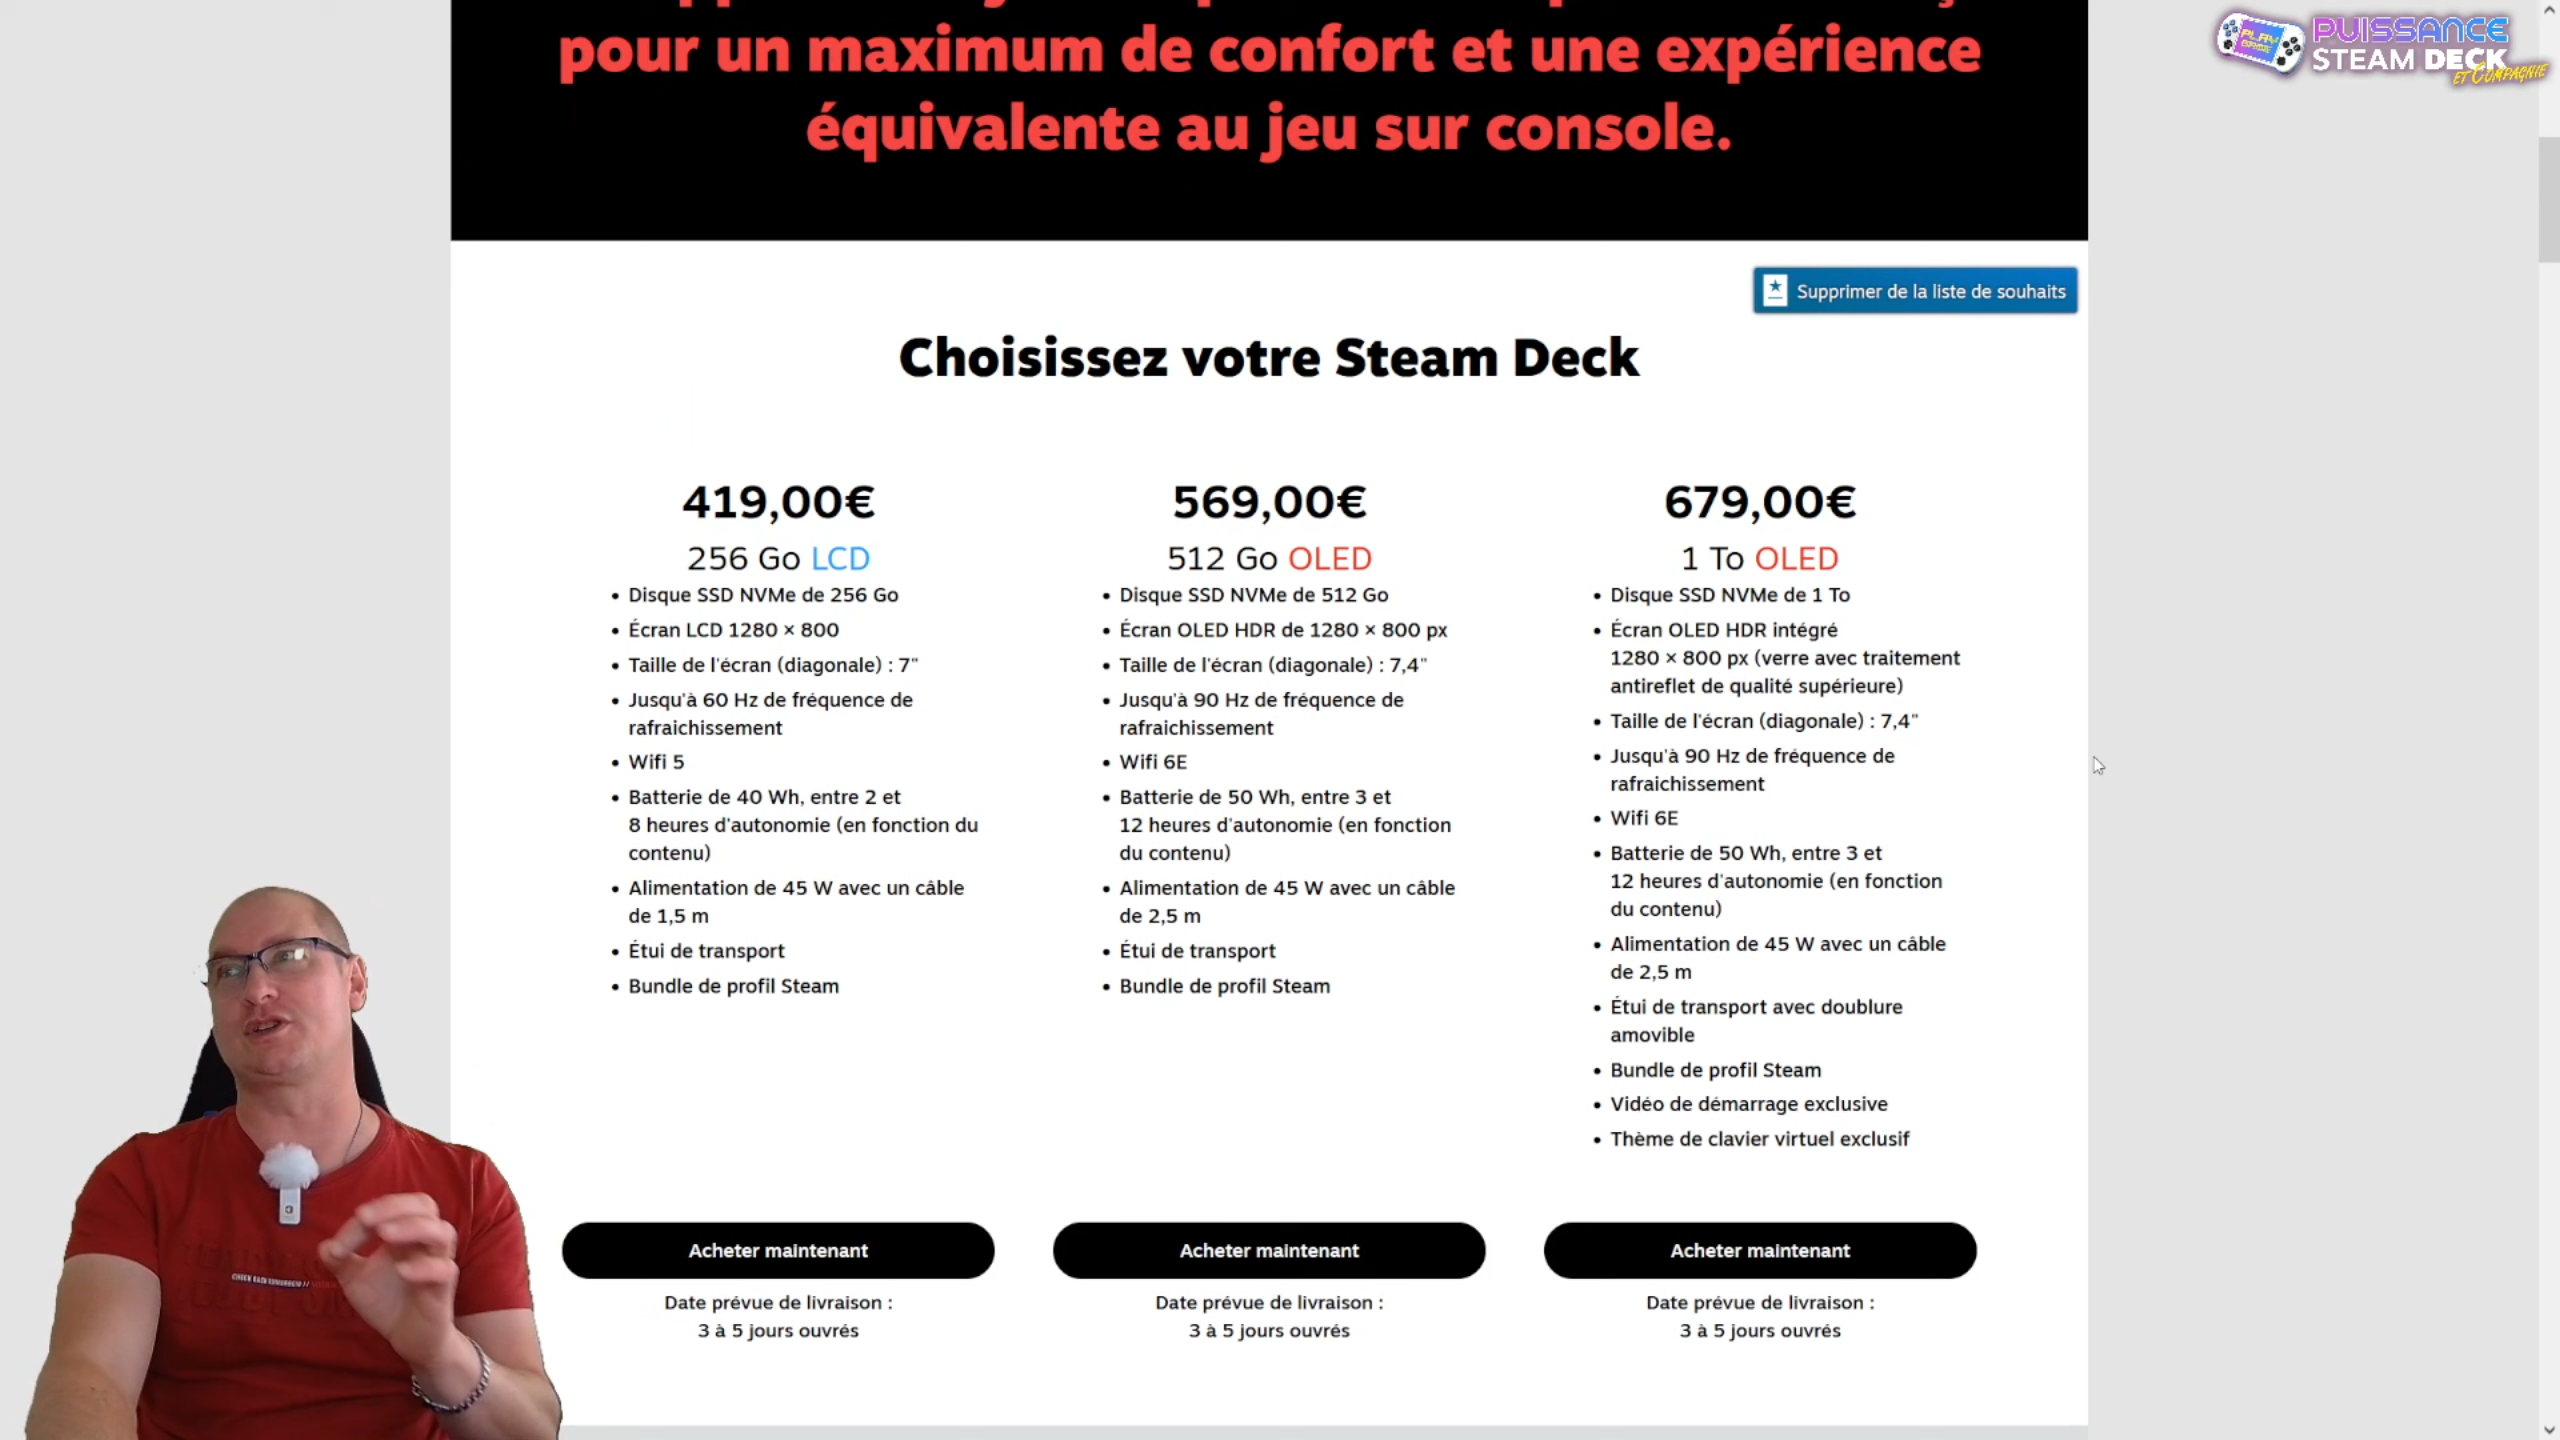 pour un maximum de confort et une expérience
équivalente au jeu sur console.
PUISSANCE
STEAM DECK
ET COMPAGNIE
Supprimer de la liste de souhaits
Choisissez votre Steam Deck
419,00€
256 Go LCD
• Disque SSD NVMe de 256 Go
• Écran LCD 1280 × 800
• Taille de l'écran (diagonale) : 7"
• Jusqu'à 60 Hz de fréquence de
rafraichissement
• Wifi 5
• Batterie de 40 Wh, entre 2 et
8 heures d'autonomie (en fonction du
contenu)
• Alimentation de 45 W avec un câble
de 1,5 m
• Étui de transport
• Bundle de profil Steam
Acheter maintenant
Date prévue de livraison :
3 à 5 jours ouvrés
569,00€
512 Go OLED
• Disque SSD NVMe de 512 Go
• Écran OLED HDR de 1280 × 800 px
• Taille de l'écran (diagonale) : 7,4"
• Jusqu'à 90 Hz de fréquence de
rafraichissement
• Wifi 6E
• Batterie de 50 Wh, entre 3 et
12 heures d'autonomie (en fonction
du contenu)
• Alimentation de 45 W avec un câble
de 2,5 m
• Étui de transport
• Bundle de profil Steam
Acheter maintenant
Date prévue de livraison :
3 à 5 jours ouvrés
679,00€
1 To OLED
• Disque SSD NVMe de 1 To
• Écran OLED HDR intégré
1280 × 800 px (verre avec traitement
antireflet de qualité supérieure)
• Taille de l'écran (diagonale) : 7,4"
• Jusqu'à 90 Hz de fréquence de
rafraichissement
• Wifi 6E
• Batterie de 50 Wh, entre 3 et
12 heures d'autonomie (en fonction
du contenu)
• Alimentation de 45 W avec un câble
de 2,5 m
• Étui de transport avec doublure
amovible
• Bundle de profil Steam
• Vidéo de démarrage exclusive
• Thème de clavier virtuel exclusif
Acheter maintenant
Date prévue de livraison :
3 à 5 jours ouvrés